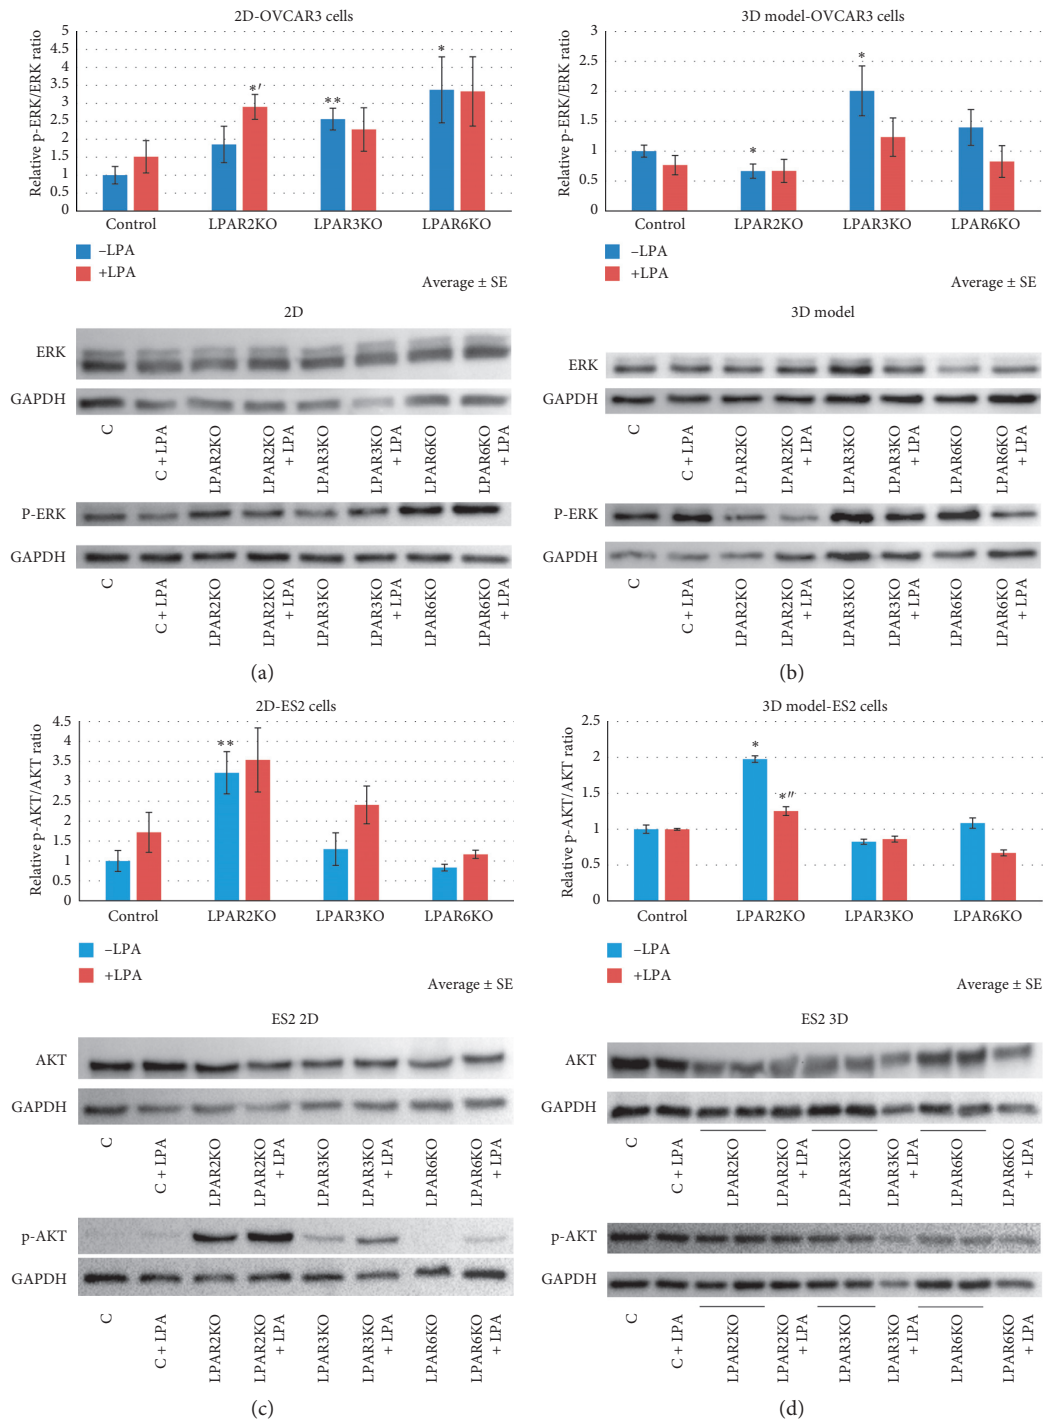 2D-OVCAR3 cells
Relative p-ERK/ERK ratio
5
4.5
4
3.5
3
2.5
2
1.5
1
0.5
0
*′
**
*
Control LPAR2KO LPAR3KO LPAR6KO
–LPA
+LPA
Average ± SE
2D
ERK
GAPDH
C
C + LPA
LPAR2KO
LPAR2KO + LPA
LPAR3KO
LPAR3KO + LPA
LPAR6KO
LPAR6KO + LPA
P-ERK
GAPDH
C
C + LPA
LPAR2KO
LPAR2KO + LPA
LPAR3KO
LPAR3KO + LPA
LPAR6KO
LPAR6KO + LPA
(a)
3D model-OVCAR3 cells
Relative p-ERK/ERK ratio
3
2.5
2
1.5
1
0.5
0
*
*
Control LPAR2KO LPAR3KO LPAR6KO
–LPA
+LPA
Average ± SE
3D model
ERK
GAPDH
C
C + LPA
LPAR2KO
LPAR2KO + LPA
LPAR3KO
LPAR3KO + LPA
LPAR6KO
LPAR6KO + LPA
P-ERK
GAPDH
C
C + LPA
LPAR2KO
LPAR2KO + LPA
LPAR3KO
LPAR3KO + LPA
LPAR6KO
LPAR6KO + LPA
(b)
2D-ES2 cells
Relative p-AKT/AKT ratio
4.5
4
3.5
3
2.5
2
1.5
1
0.5
0
**
Control LPAR2KO LPAR3KO LPAR6KO
–LPA
+LPA
Average ± SE
ES2 2D
AKT
GAPDH
C
C + LPA
LPAR2KO
LPAR2KO + LPA
LPAR3KO
LPAR3KO + LPA
LPAR6KO
LPAR6KO + LPA
p-AKT
GAPDH
C
C + LPA
LPAR2KO
LPAR2KO + LPA
LPAR3KO
LPAR3KO + LPA
LPAR6KO
LPAR6KO + LPA
(c)
3D model-ES2 cells
Relative p-AKT/AKT ratio
2.5
2
1.5
1
0.5
0
*
*″
Control LPAR2KO LPAR3KO LPAR6KO
–LPA
+LPA
Average ± SE
ES2 3D
AKT
GAPDH
C
C + LPA
LPAR2KO
LPAR2KO + LPA
LPAR3KO
LPAR3KO + LPA
LPAR6KO
LPAR6KO + LPA
p-AKT
GAPDH
C
C + LPA
LPAR2KO
LPAR2KO + LPA
LPAR3KO
LPAR3KO + LPA
LPAR6KO
LPAR6KO + LPA
(d)